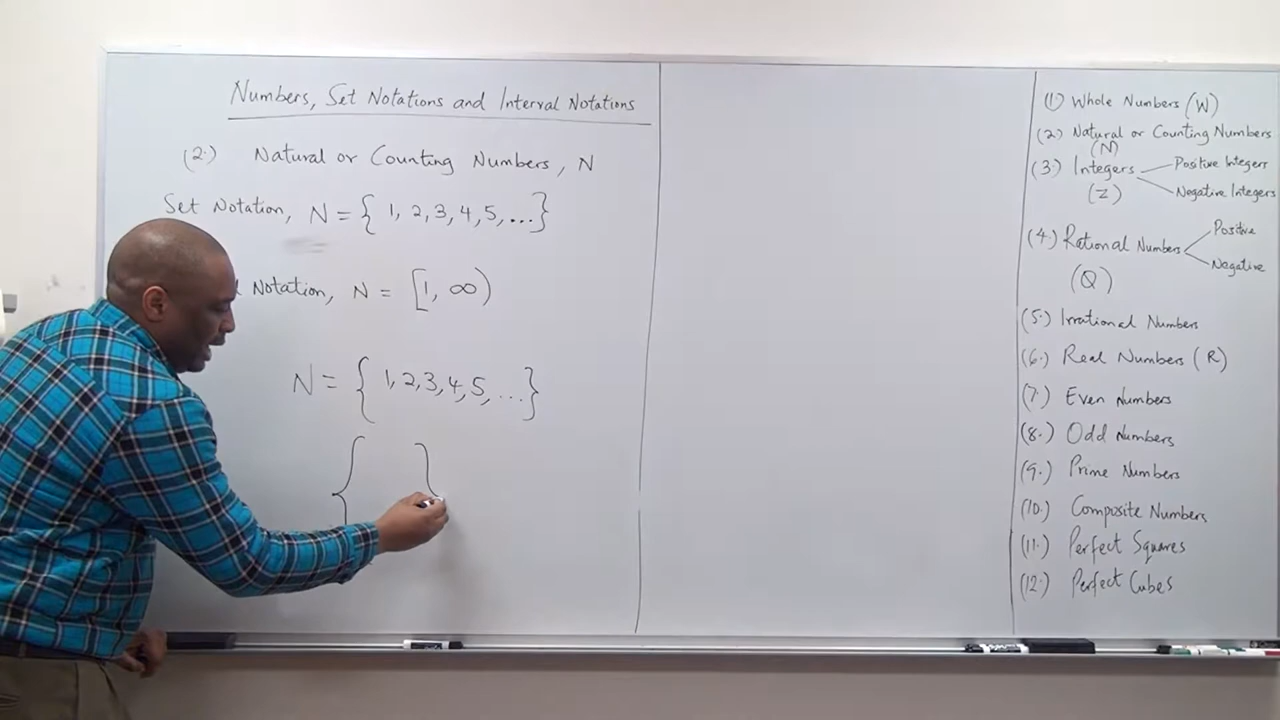 Numbers, Set Notations and Interval Notations
(2.) Natural or Counting Numbers, N
Set Notation, N = { 1, 2, 3, 4, 5, ... }
Notation, N = [1, ∞)
N = { 1, 2, 3, 4, 5, ... }
{ }
(1) Whole Numbers (W)
(2.) Natural or Counting Numbers
(N)
(3.) Integers
Positive Integers
Negative Integers
(Z)
(4.) Rational Numbers
Positive
Negative
(Q)
(5.) Irrational Numbers
(6.) Real Numbers (R)
(7.) Even Numbers
(8.) Odd Numbers
(9.) Prime Numbers
(10.) Composite Numbers
(11.) Perfect Squares
(12.) Perfect Cubes